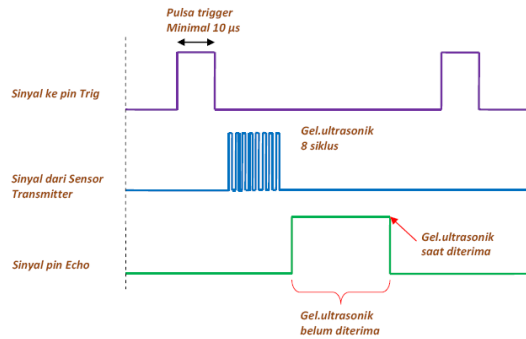 Pulsa trigger
Minimal 10 µs
Sinyal ke pin Trig
Gel.ultrasonik
8 siklus
Sinyal dari Sensor
Transmitter
Gel.ultrasonik
saat diterima
Sinyal pin Echo
Gel.ultrasonik
belum diterima